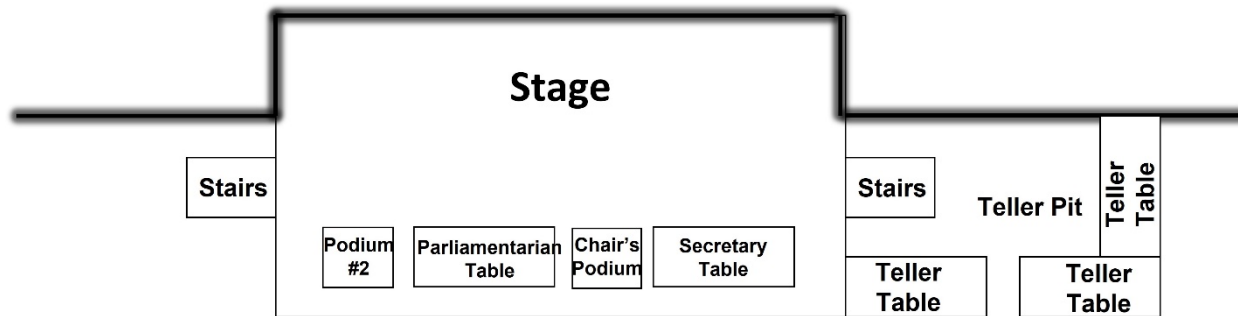 Stage
Stairs
Stairs
Teller Pit
Teller
Table
Podium
#2
Parliamentarian
Table
Chair's
Podium
Secretary
Table
Teller
Table
Teller
Table